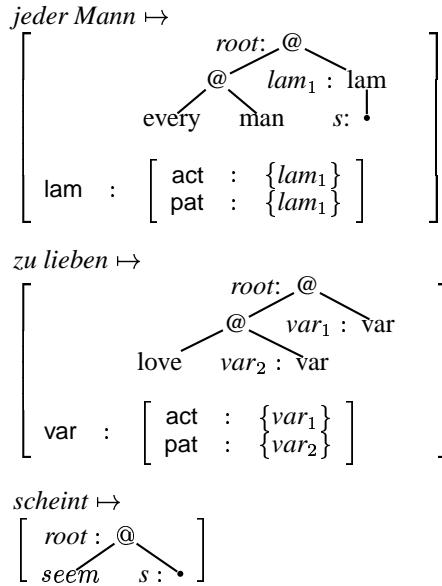 jeder Mann ↦
root: @
@ lam₁ : lam
every man s: •
lam : [ act : {lam₁}
pat : {lam₁} ]
zu lieben ↦
root: @
@ var₁ : var
love var₂ : var
var : [ act : {var₁}
pat : {var₂} ]
scheint ↦
root : @
seem s : •